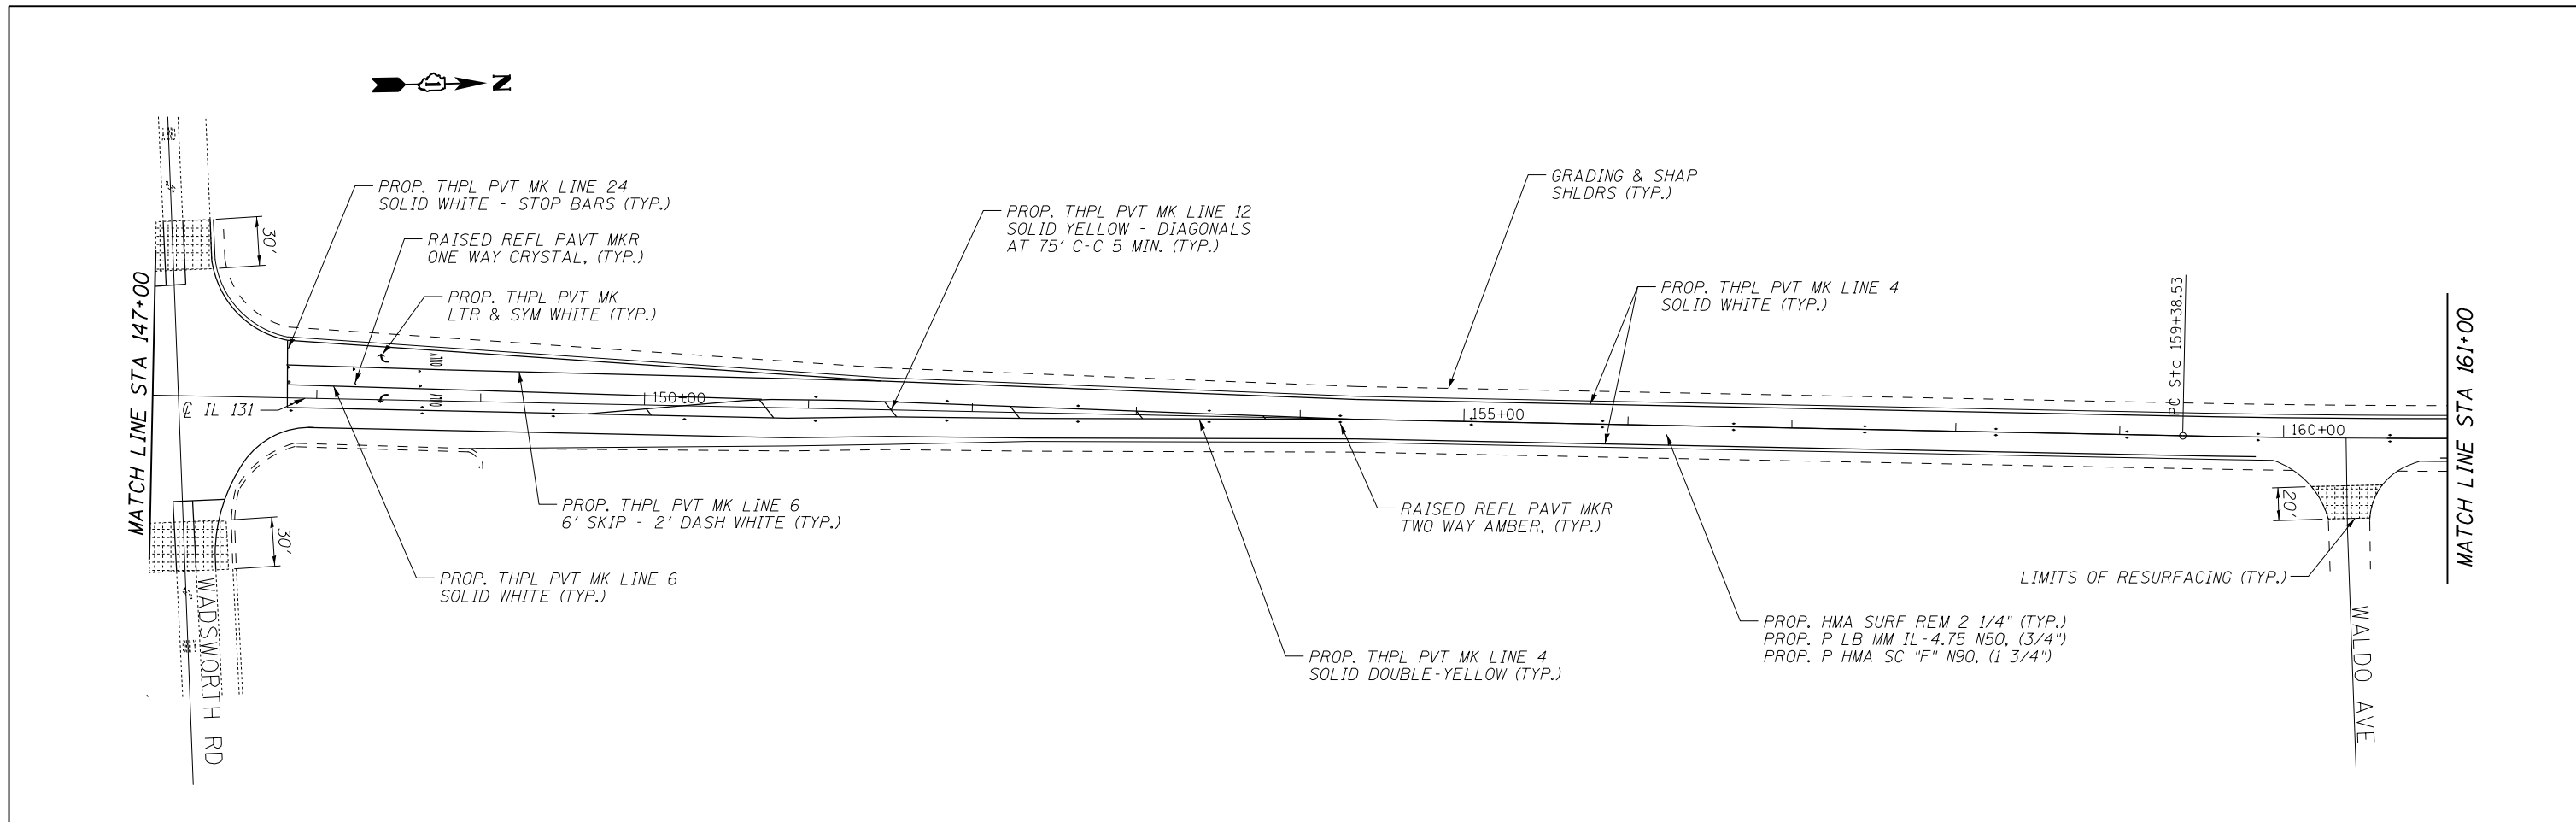 N
PROP. THPL PVT MK LINE 24
SOLID WHITE - STOP BARS (TYP.)
RAISED REFL PAVT MKR
ONE WAY CRYSTAL, (TYP.)
PROP. THPL PVT MK
LTR & SYM WHITE (TYP.)
PROP. THPL PVT MK LINE 12
SOLID YELLOW - DIAGONALS
AT 75' C-C 5 MIN. (TYP.)
GRADING & SHAP
SHLDRS (TYP.)
PROP. THPL PVT MK LINE 4
SOLID WHITE (TYP.)
PC Sta 159+38.53
MATCH LINE STA 147+00
MATCH LINE STA 161+00
30'
ONLY
ONLY
℄ IL 131
150+00
155+00
160+00
PROP. THPL PVT MK LINE 6
6' SKIP - 2' DASH WHITE (TYP.)
RAISED REFL PAVT MKR
TWO WAY AMBER, (TYP.)
20'
30'
PROP. THPL PVT MK LINE 6
SOLID WHITE (TYP.)
LIMITS OF RESURFACING (TYP.)
PROP. HMA SURF REM 2 1/4" (TYP.)
PROP. P LB MM IL-4.75 N50, (3/4")
PROP. P HMA SC "F" N90, (1 3/4")
PROP. THPL PVT MK LINE 4
SOLID DOUBLE-YELLOW (TYP.)
WADSWORTH RD
WALDO AVE